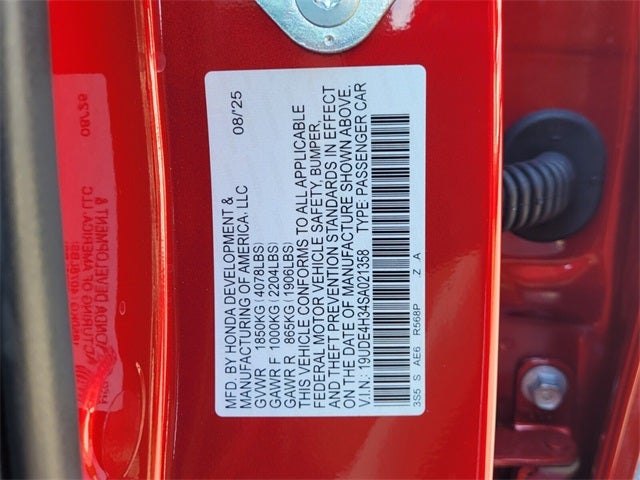 MFD. BY HONDA DEVELOPMENT & 08/25
MANUFACTURING OF AMERICA, LLC
GVWR 1850KG(4078LBS)
GAWR F 1000KG(2204LBS)
GAWR R 865KG(1906LBS)
THIS VEHICLE CONFORMS TO ALL APPLICABLE
FEDERAL MOTOR VEHICLE SAFETY, BUMPER,
AND THEFT PREVENTION STANDARDS IN EFFECT
ON THE DATE OF MANUFACTURE SHOWN ABOVE.
V.I.N: 19UDE4H34SA021358 TYPE:PASSENGER CAR
3S5 S AE6 R568P Z A